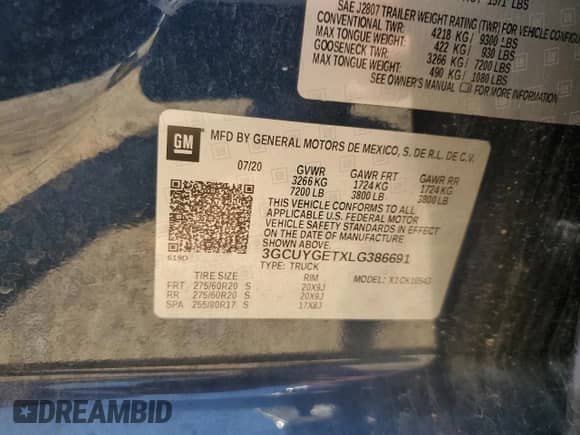 1571 LBS
SAE J2807 TRAILER WEIGHT RATING (TWR) FOR VEHICLE
CONVENTIONAL TWR: 4218 KG / 9300 LBS
MAX TONGUE WEIGHT: 422 KG / 930 LBS
GOOSENECK TWR: 3266 KG / 7200 LBS
MAX TONGUE WEIGHT: 490 KG / 1080 LBS
SEE OWNER'S MANUAL FOR MORE INFORMATION
GM MFD BY GENERAL MOTORS DE MEXICO, S. DE R.L. DE C.V.
07/20 GVWR GAWR FRT GAWR RR
3266 KG 1724 KG 1724 KG
7200 LB 3800 LB 3800 LB
THIS VEHICLE CONFORMS TO ALL
APPLICABLE U.S. FEDERAL MOTOR
VEHICLE SAFETY STANDARDS IN
EFFECT ON THE DATE OF
MANUFACTURE SHOWN ABOVE.
3GCUYGETXLG386691
TYPE: TRUCK MODEL:
TIRE SIZE RIM
FRT 275/60R20 S 20X9J
RR 275/60R20 S 20X9J
SPA 255/80R17 S 17X8J
DREAMBID